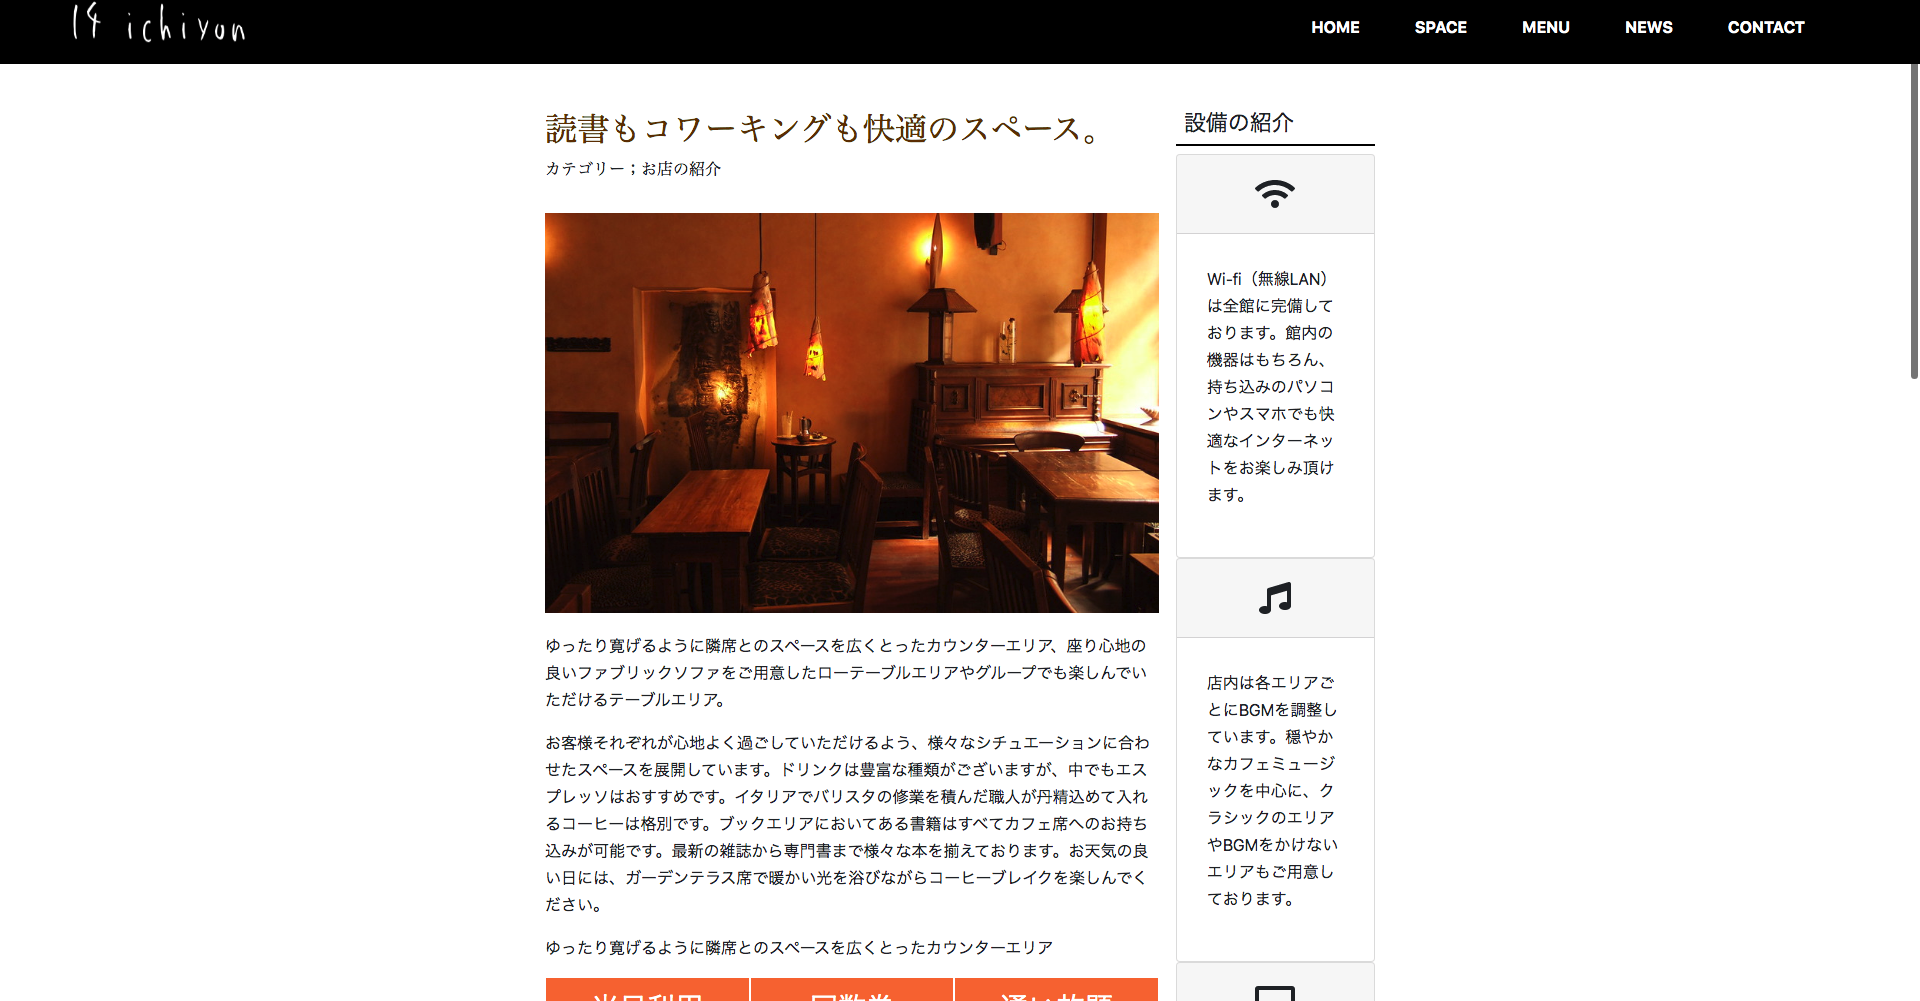 14 ichiyon
HOME SPACE MENU NEWS CONTACT
読書もコワーキングも快適のスペース。
カテゴリー；お店の紹介
ゆったり寛げるように隣席とのスペースを広くとったカウンターエリア、座り心地の
良いファブリックソファをご用意したローテーブルエリアやグループでも楽しんでい
ただけるテーブルエリア。
お客様それぞれが心地よく過ごしていただけるよう、様々なシチュエーションに合わ
せたスペースを展開しています。ドリンクは豊富な種類がございますが、中でもエス
プレッソはおすすめです。イタリアでバリスタの修業を積んだ職人が丹精込めて入れ
るコーヒーは格別です。ブックエリアにおいてある書籍はすべてカフェ席へのお持ち
込みが可能です。最新の雑誌から専門書まで様々な本を揃えております。お天気の良
い日には、ガーデンテラス席で暖かい光を浴びながらコーヒーブレイクを楽しんでく
ださい。
ゆったり寛げるように隣席とのスペースを広くとったカウンターエリア
当日利用 回数券 通い放題
設備の紹介
Wi-fi（無線LAN）
は全館に完備して
おります。館内の
機器はもちろん、
持ち込みのパソコ
ンやスマホでも快
適なインターネッ
トをお楽しみ頂け
ます。
店内は各エリアご
とにBGMを調整し
ています。穏やか
なカフェミュージ
ックを中心に、ク
ラシックのエリア
やBGMをかけない
エリアもご用意し
ております。